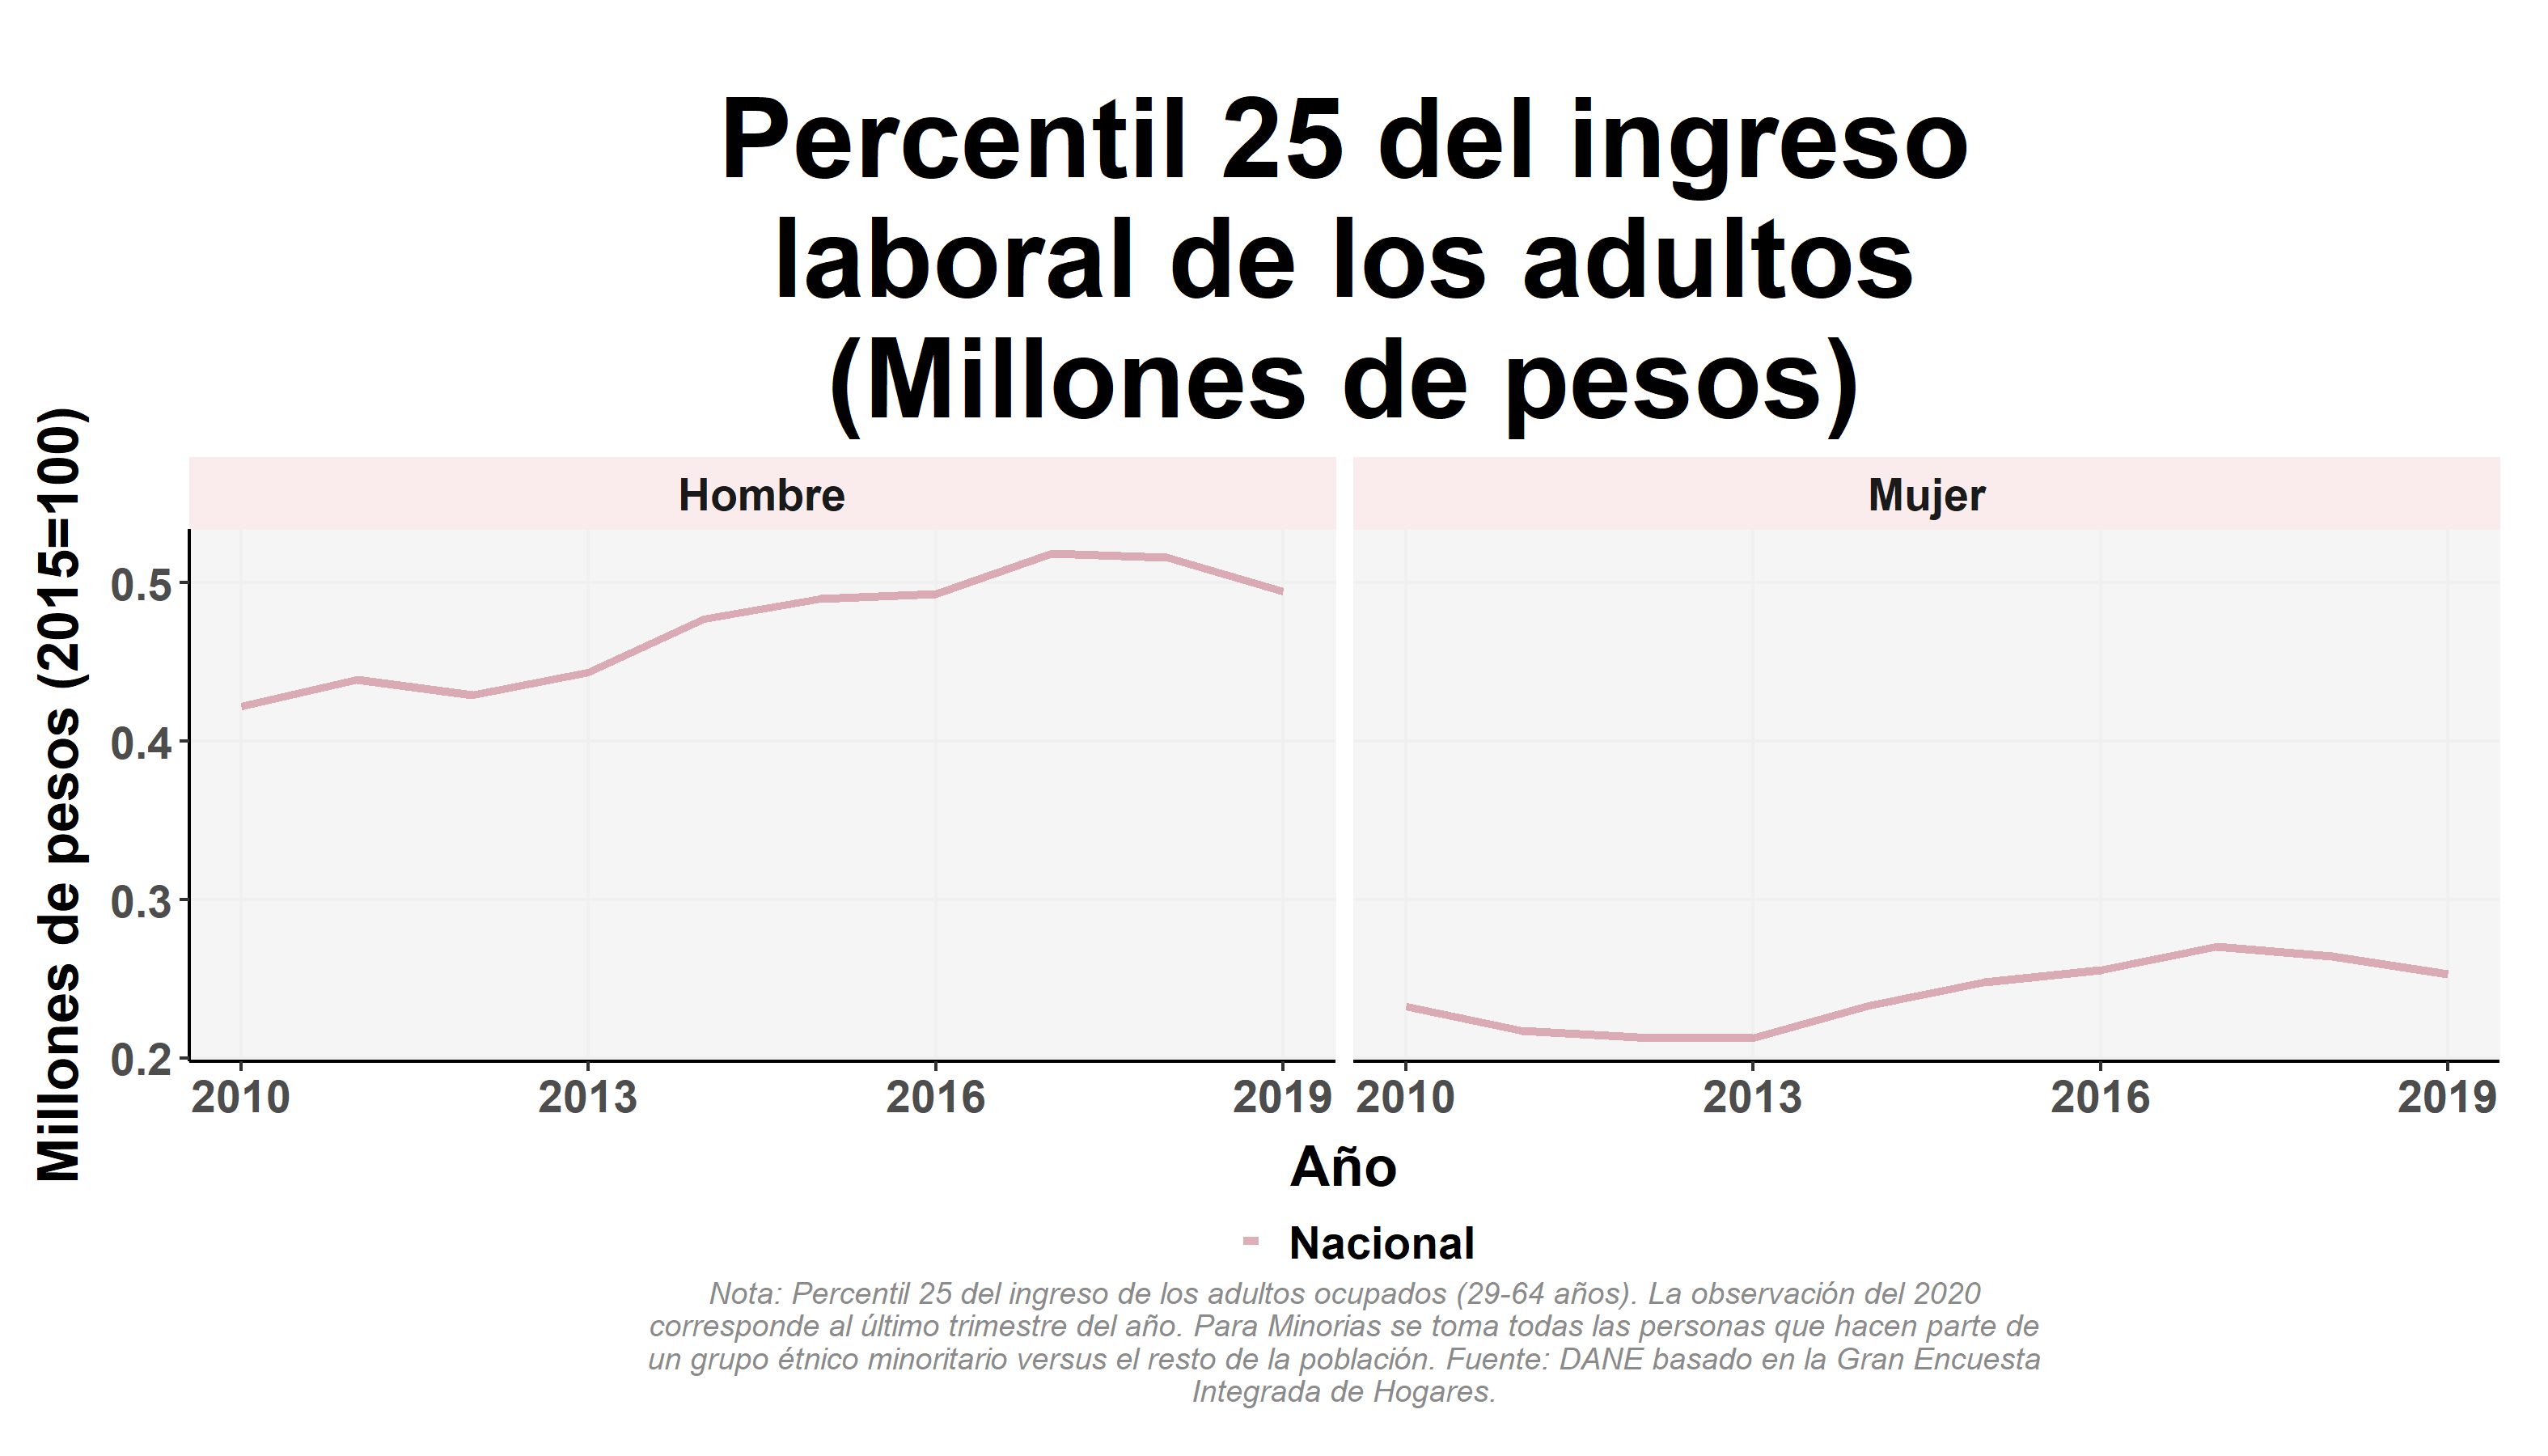 Percentil 25 del ingreso
laboral de los adultos
(Millones de pesos)
Millones de pesos (2015=100)
Hombre
Mujer
0.5
0.4
0.3
0.2
2010 2013 2016 2019 2010 2013 2016 2019
Año
Nacional
Nota: Percentil 25 del ingreso de los adultos ocupados (29-64 años). La observación del 2020
corresponde al último trimestre del año. Para Minorias se toma todas las personas que hacen parte de
un grupo étnico minoritario versus el resto de la población. Fuente: DANE basado en la Gran Encuesta
Integrada de Hogares.